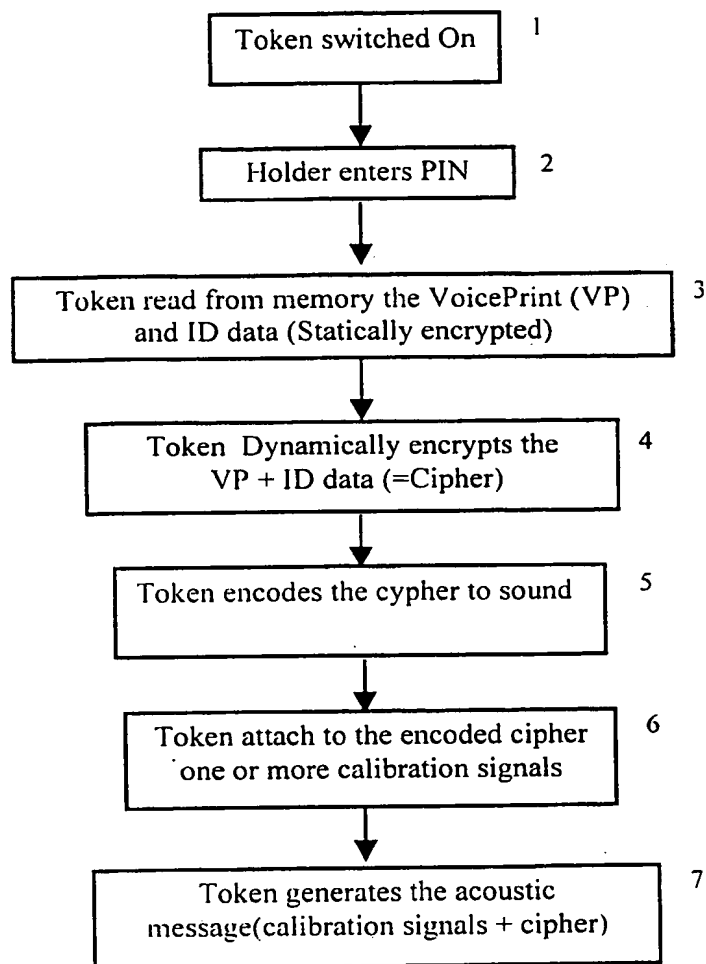 Token switched On
1
Holder enters PIN
2
Token read from memory the VoicePrint (VP)
and ID data (Statically encrypted)
3
Token Dynamically encrypts the
VP + ID data (=Cipher)
4
Token encodes the cypher to sound
5
Token attach to the encoded cipher
one or more calibration signals
6
Token generates the acoustic
message(calibration signals + cipher)
7